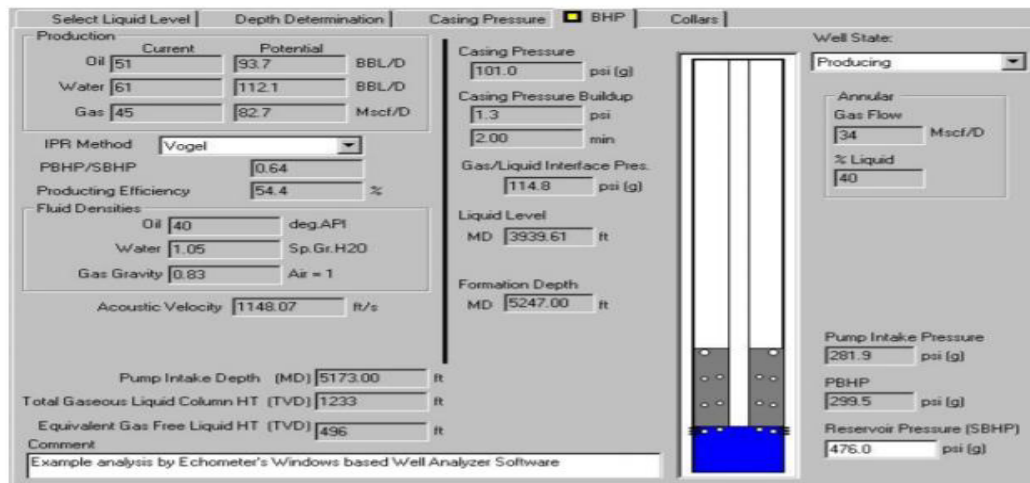 Select Liquid Level Depth Determination Casing Pressure BHP Collars
Production
Current Potential
Oil 51 93.7 BBL/D
Water 61 112.1 BBL/D
Gas 45 82.7 Mscf/D
IPR Method Vogel
PBHP/SBHP 0.64
Producting Efficiency 54.4 %
Fluid Densities
Oil 40 deg.API
Water 1.05 Sp.Gr.H2O
Gas Gravity 0.83 Air = 1
Acoustic Velocity 1148.07 ft/s
Pump Intake Depth (MD) 5173.00 ft
Total Gaseous Liquid Column HT (TVD) 1233 ft
Equivalent Gas Free Liquid HT (TVD) 496 ft
Comment
Example analysis by Echometer's Windows based Well Analyzer Software
Casing Pressure
101.0 psi (g)
Casing Pressure Buildup
1.3 psi
2.00 min
Gas/Liquid Interface Pres.
114.8 psi (g)
Liquid Level
MD 3939.61 ft
Formation Depth
MD 5247.00 ft
Well State:
Producing
Annular
Gas Flow
34 Mscf/D
% Liquid
40
Pump Intake Pressure
281.9 psi (g)
PBHP
299.5 psi (g)
Reservoir Pressure (SBHP)
476.0 psi (g)